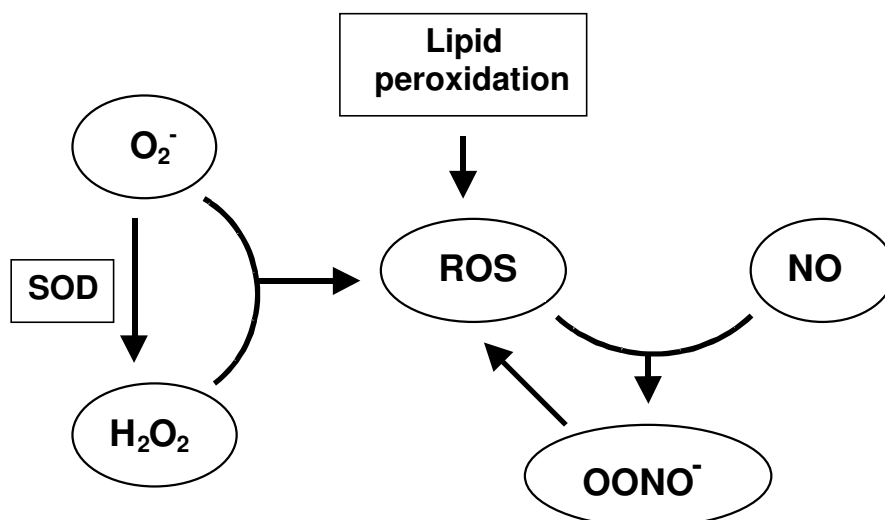 Lipid
peroxidation
O₂⁻
ROS
NO
SOD
H₂O₂
OONO⁻